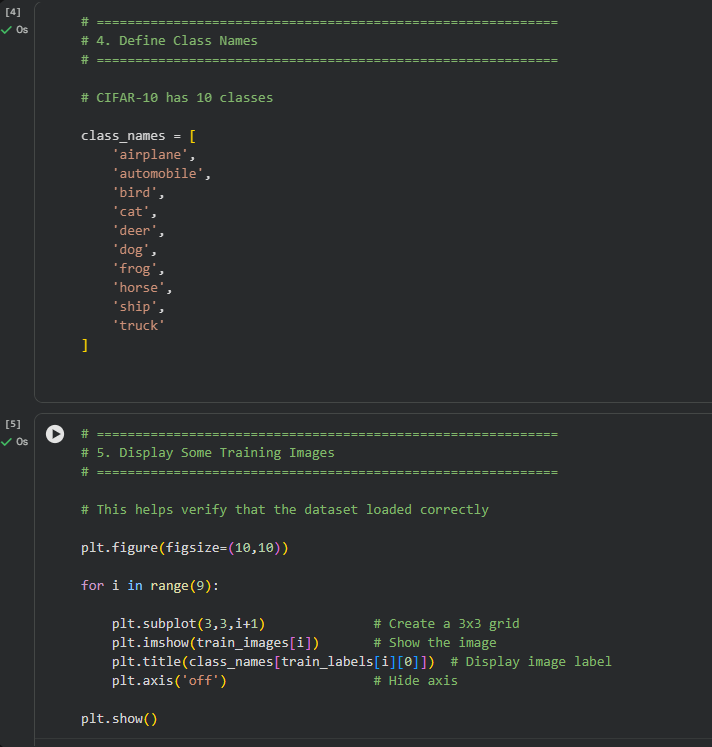 [4]
0s
# ============================================================
# 4. Define Class Names
# ============================================================
# CIFAR-10 has 10 classes
class_names = [
    'airplane',
    'automobile',
    'bird',
    'cat',
    'deer',
    'dog',
    'frog',
    'horse',
    'ship',
    'truck'
]
[5]
0s
# ============================================================
# 5. Display Some Training Images
# ============================================================
# This helps verify that the dataset loaded correctly
plt.figure(figsize=(10,10))
for i in range(9):
    plt.subplot(3,3,i+1)              # Create a 3x3 grid
    plt.imshow(train_images[i])       # Show the image
    plt.title(class_names[train_labels[i][0]])  # Display image label
    plt.axis('off')                   # Hide axis
plt.show()